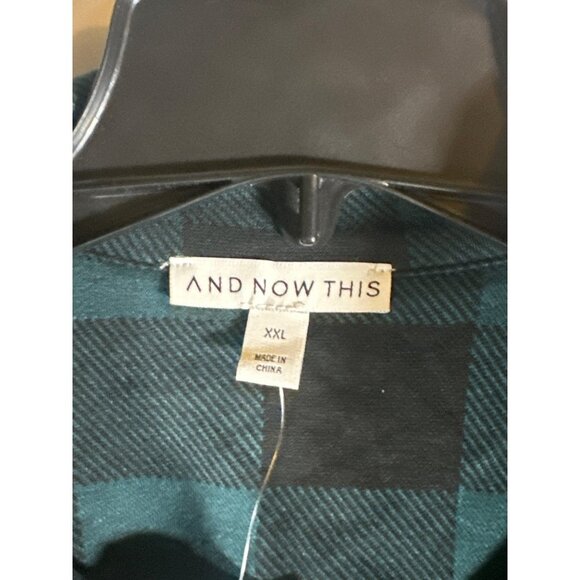 AND NOW THIS
XXL
MADE IN
CHINA